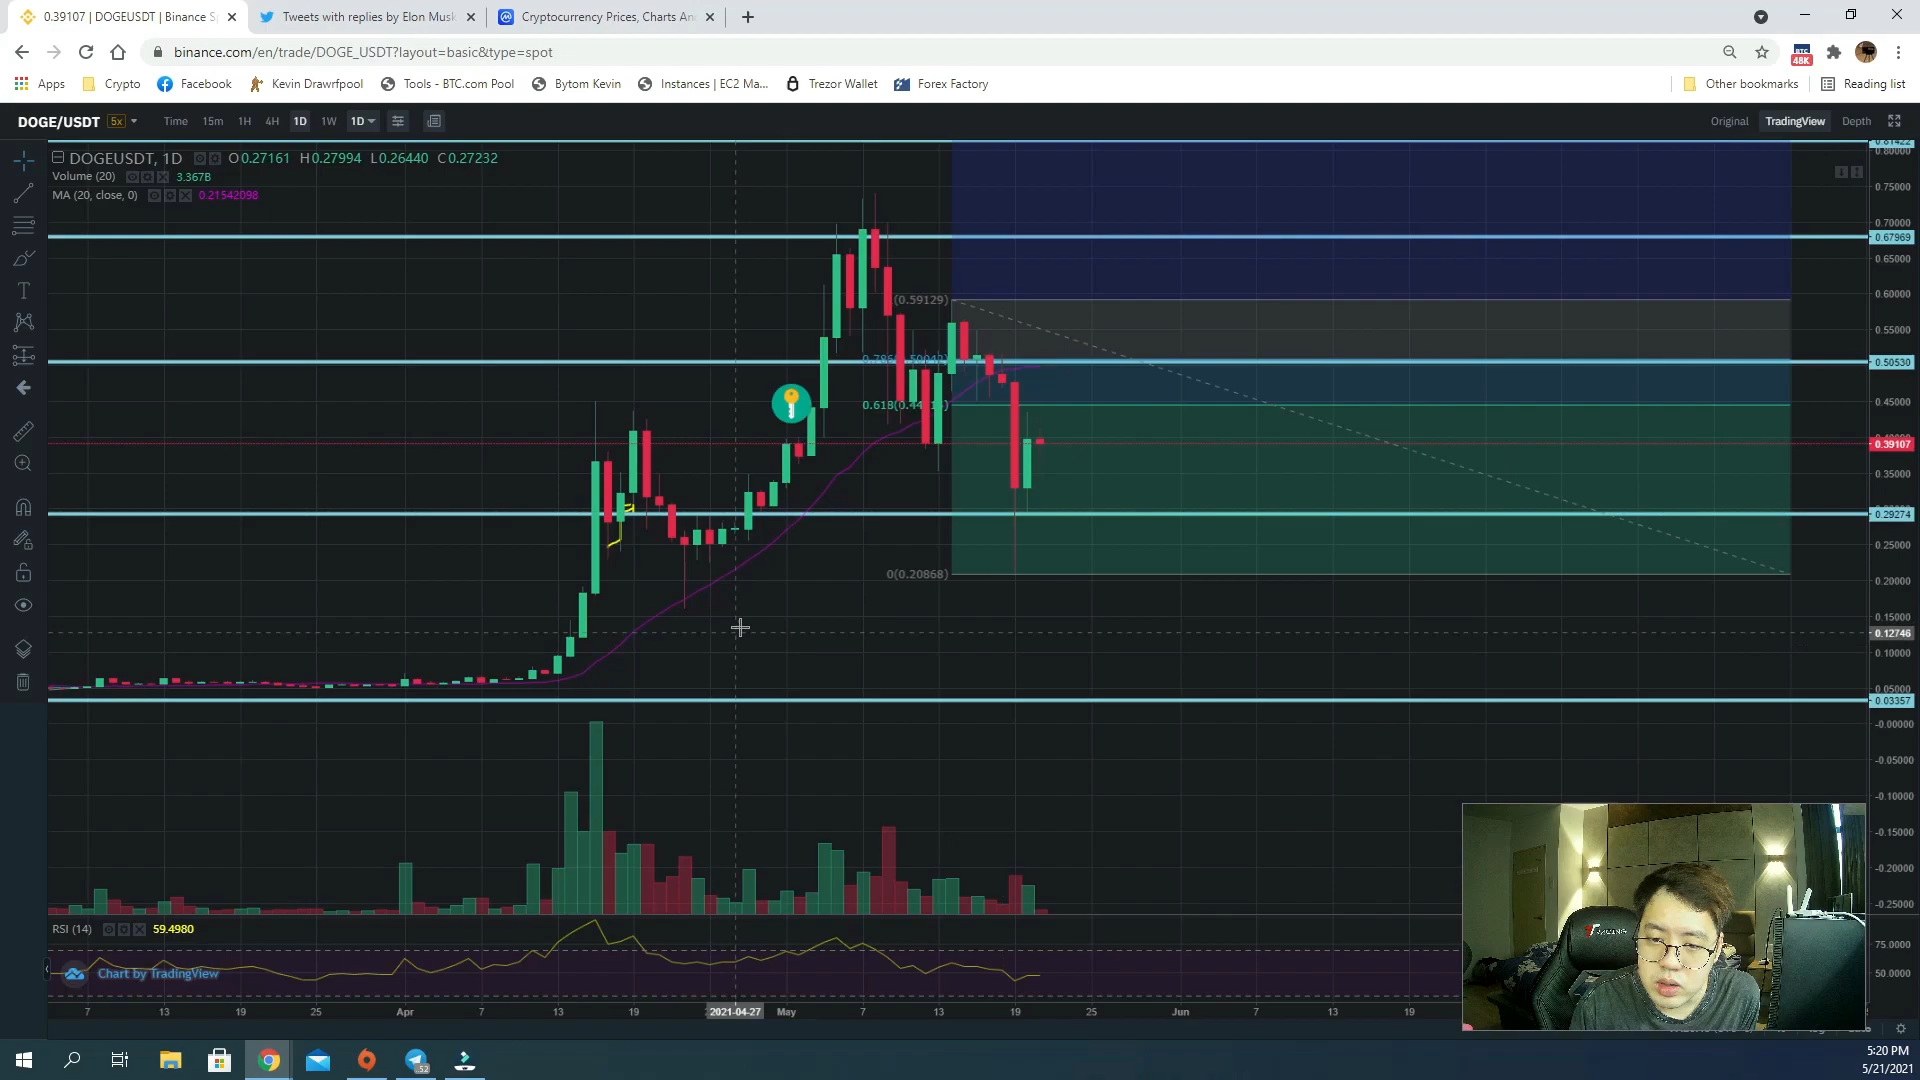 0.39107 | DOGEUSDT | Binance S
Tweets with replies by Elon Musk
Cryptocurrency Prices, Charts An
binance.com/en/trade/DOGE_USDT?layout=basic&type=spot
48K
Apps
Crypto
Facebook
Kevin Drawrfpool
Tools - BTC.com Pool
Bytom Kevin
Instances | EC2 Ma...
Trezor Wallet
Forex Factory
Other bookmarks
Reading list
DOGE/USDT 5x
Time 15m 1H 4H 1D 1W 1D
Original TradingView Depth
DOGEUSDT, 1D O0.27161 H0.27994 L0.26440 C0.27232
Volume (20) 3.367B
MA (20, close, 0) 0.21542098
0.81422
0.80000
0.75000
0.70000
0.67969
0.65000
0.60000
(0.59129)
0.55000
0.50530
0.45000
0.39107
0.35000
0.29274
0.25000
0(0.20868)
0.20000
0.15000
0.12746
0.10000
0.05000
0.03357
-0.00000
-0.05000
-0.10000
-0.15000
-0.20000
-0.25000
RSI (14) 59.4980
75.0000
50.0000
Chart by TradingView
7 13 19 25 Apr 7 13 19 2021-04-27 May 7 13 19 25 Jun 7 13 19
52
5:20 PM
5/21/2021